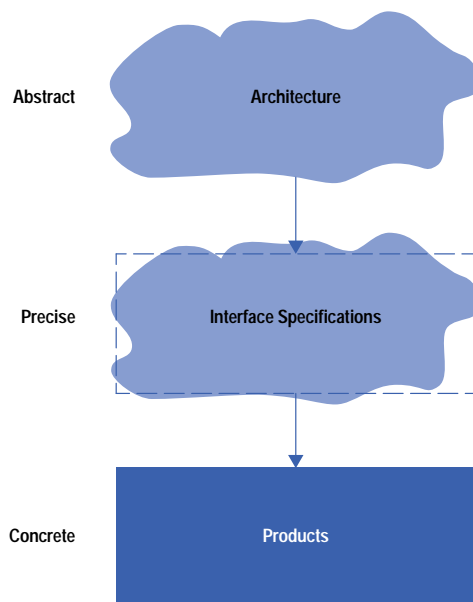 Abstract
Architecture
Precise
Interface Specifications
Concrete
Products